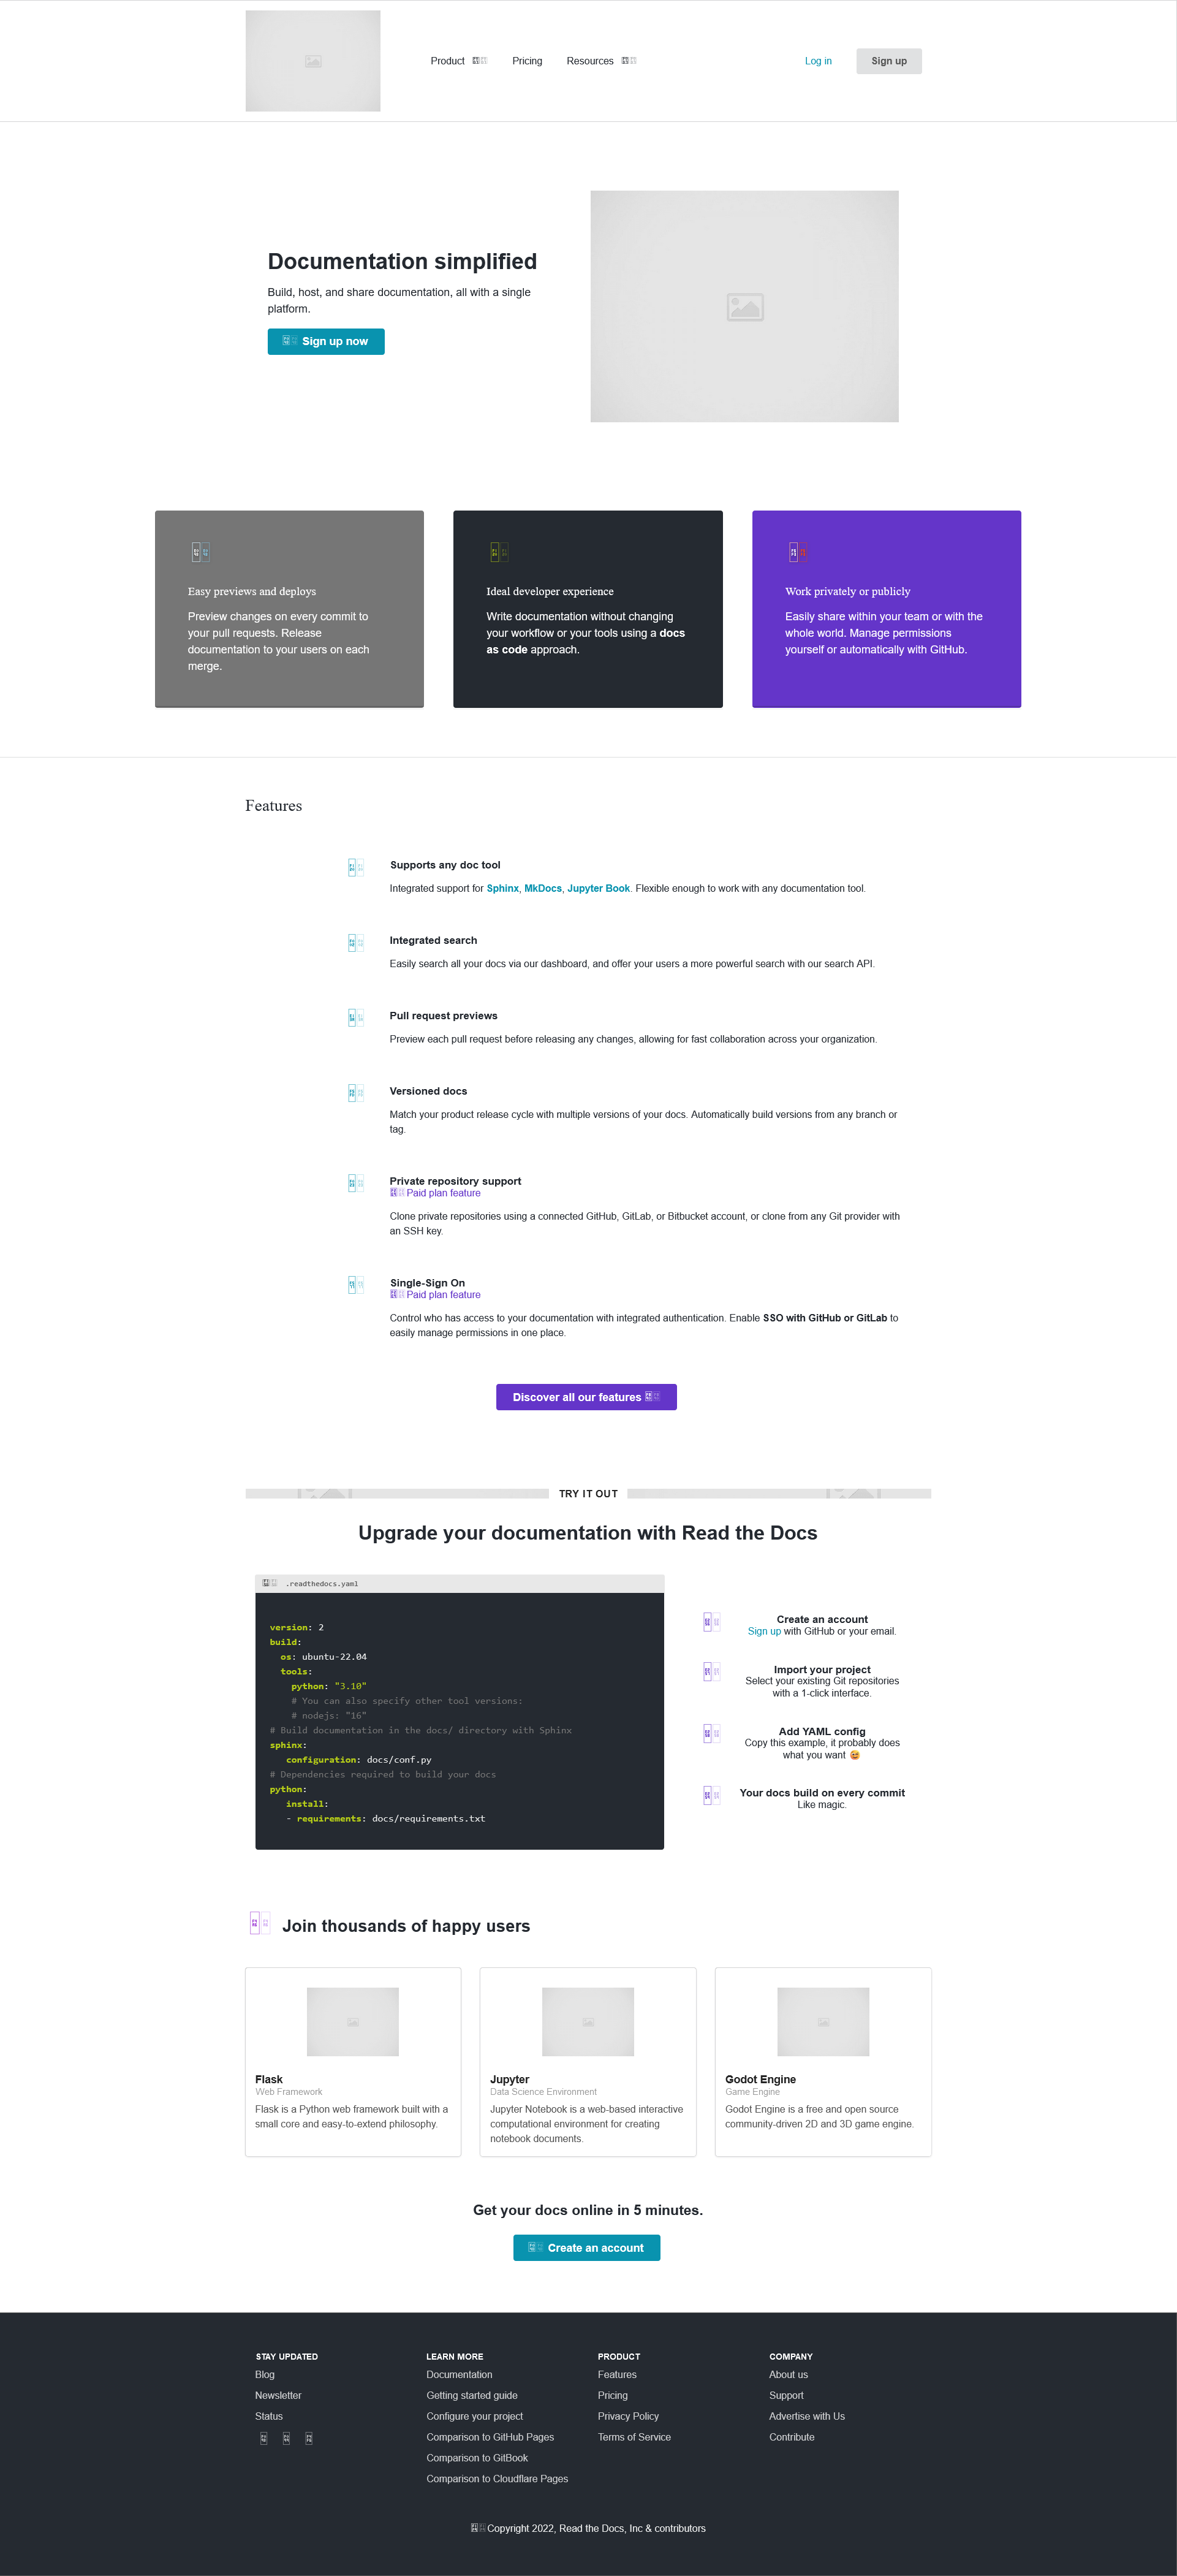 Product
Pricing
Resources
Log in
Sign up
Documentation simplified
Build, host, and share documentation, all with a single
platform.
Sign up now
Easy previews and deploys
Preview changes on every commit to
your pull requests. Release
documentation to your users on each
merge.
Ideal developer experience
Write documentation without changing
your workflow or your tools using a docs
as code approach.
Work privately or publicly
Easily share within your team or with the
whole world. Manage permissions
yourself or automatically with GitHub.
Features
Supports any doc tool
Integrated support for Sphinx, MkDocs, Jupyter Book. Flexible enough to work with any documentation tool.
Integrated search
Easily search all your docs via our dashboard, and offer your users a more powerful search with our search API.
Pull request previews
Preview each pull request before releasing any changes, allowing for fast collaboration across your organization.
Versioned docs
Match your product release cycle with multiple versions of your docs. Automatically build versions from any branch or
tag.
Private repository support
Paid plan feature
Clone private repositories using a connected GitHub, GitLab, or Bitbucket account, or clone from any Git provider with
an SSH key.
Single-Sign On
Paid plan feature
Control who has access to your documentation with integrated authentication. Enable SSO with GitHub or GitLab to
easily manage permissions in one place.
Discover all our features
TRY IT OUT
Upgrade your documentation with Read the Docs
.readthedocs.yaml
version: 2
build:
  os: ubuntu-22.04
  tools:
    python: "3.10"
    # You can also specify other tool versions:
    # nodejs: "16"
# Build documentation in the docs/ directory with Sphinx
sphinx:
   configuration: docs/conf.py
# Dependencies required to build your docs
python:
   install:
   - requirements: docs/requirements.txt
Create an account
Sign up with GitHub or your email.
Import your project
Select your existing Git repositories
with a 1-click interface.
Add YAML config
Copy this example, it probably does
what you want 😄
Your docs build on every commit
Like magic.
Join thousands of happy users
Flask
Web Framework
Flask is a Python web framework built with a
small core and easy-to-extend philosophy.
Jupyter
Data Science Environment
Jupyter Notebook is a web-based interactive
computational environment for creating
notebook documents.
Godot Engine
Game Engine
Godot Engine is a free and open source
community-driven 2D and 3D game engine.
Get your docs online in 5 minutes.
Create an account
STAY UPDATED
Blog
Newsletter
Status
LEARN MORE
Documentation
Getting started guide
Configure your project
Comparison to GitHub Pages
Comparison to GitBook
Comparison to Cloudflare Pages
PRODUCT
Features
Pricing
Privacy Policy
Terms of Service
COMPANY
About us
Support
Advertise with Us
Contribute
Copyright 2022, Read the Docs, Inc & contributors